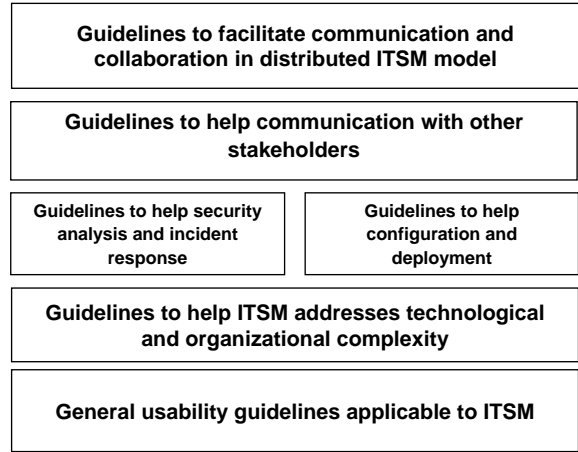 Guidelines to facilitate communication and
collaboration in distributed ITSM model
Guidelines to help communication with other
stakeholders
Guidelines to help security
analysis and incident
response
Guidelines to help
configuration and
deployment
Guidelines to help ITSM addresses technological
and organizational complexity
General usability guidelines applicable to ITSM